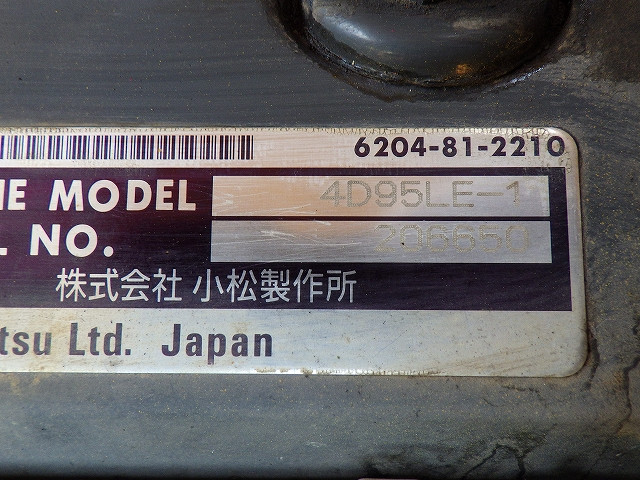 6204-81-2210
NE MODEL 4D95LE-1
L NO. 206650
株式会社 小松製作所
tsu Ltd. Japan